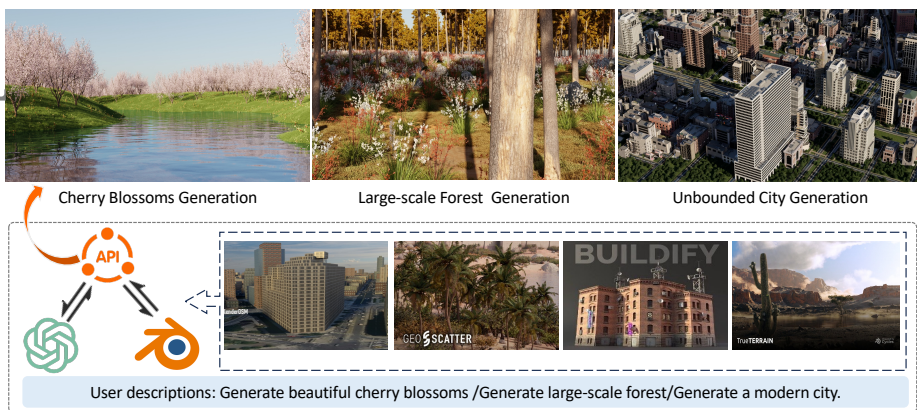 Cherry Blossoms Generation
Large-scale Forest Generation
Unbounded City Generation
API
BlenderOSM
GEO SCATTER
BUILDIFY
TrueTERRAIN
User descriptions: Generate beautiful cherry blossoms /Generate large-scale forest/Generate a modern city.